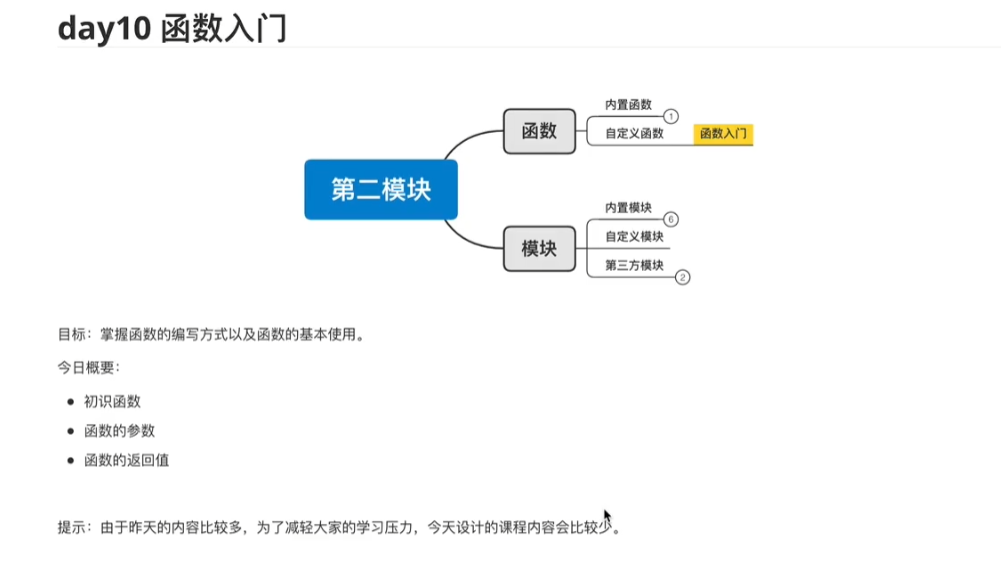 day10 函数入门
内置函数
1
函数
自定义函数
函数入门
第二模块
内置模块
6
模块
自定义模块
第三方模块
2
目标：掌握函数的编写方式以及函数的基本使用。
今日概要：
初识函数
函数的参数
函数的返回值
提示：由于昨天的内容比较多，为了减轻大家的学习压力，今天设计的课程内容会比较少。